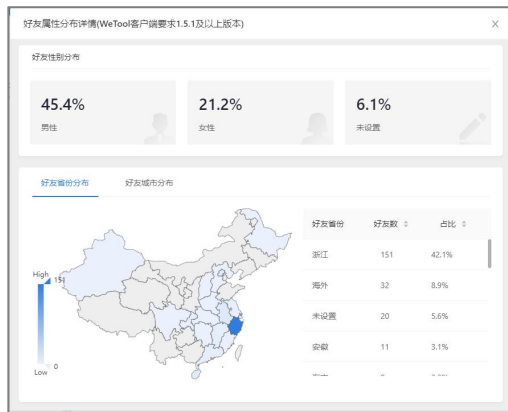 好友属性分布详情(WeTool客户端要求1.5.1及以上版本)
好友性别分布
45.4%
21.2%
6.1%
男性
女性
未设置
好友省份分布
好友城市分布
好友省份
好友数
占比
浙江
151
42.1%
海外
32
8.9%
未设置
20
5.6%
安徽
11
3.1%
High
151
0
Low